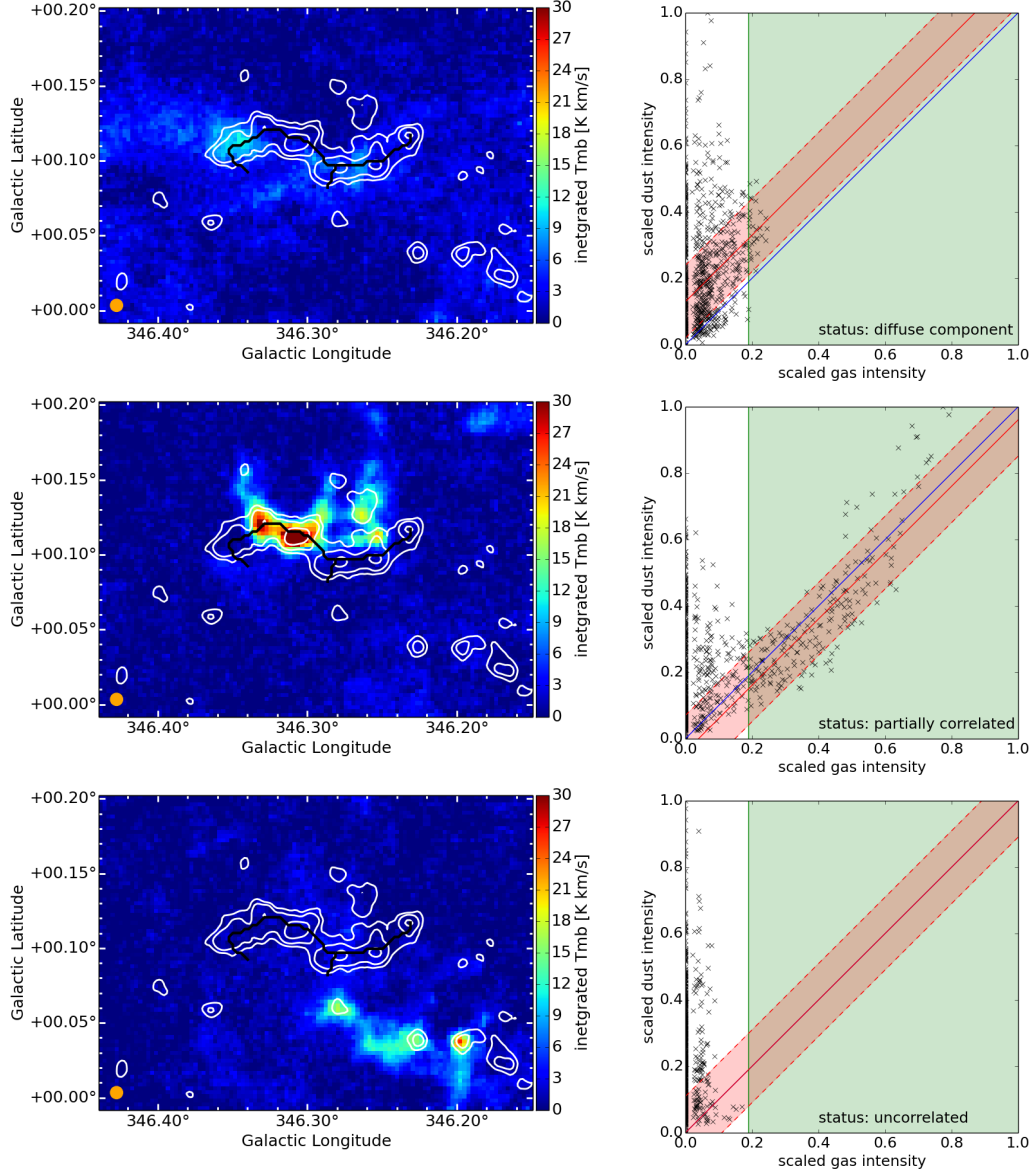 +00.20°
+00.15°
+00.10°
+00.05°
+00.00°
Galactic Latitude
346.40 346.30 346.20
Galactic Longitude
30
27
24
21
18
15
12
9
6
3
0
inetgrated Tmb [K km/s]
1.0
0.8
0.6
0.4
0.2
0.0
scaled dust intensity
status: diffuse component
0.0 0.2 0.4 0.6 0.8 1.0
scaled gas intensity
+00.20°
+00.15°
+00.10°
+00.05°
+00.00°
Galactic Latitude
346.40 346.30 346.20
Galactic Longitude
30
27
24
21
18
15
12
9
6
3
0
inetgrated Tmb [K km/s]
1.0
0.8
0.6
0.4
0.2
0.0
scaled dust intensity
status: partially correlated
0.0 0.2 0.4 0.6 0.8 1.0
scaled gas intensity
+00.20°
+00.15°
+00.10°
+00.05°
+00.00°
Galactic Latitude
346.40 346.30 346.20
Galactic Longitude
30
27
24
21
18
15
12
9
6
3
0
inetgrated Tmb [K km/s]
1.0
0.8
0.6
0.4
0.2
0.0
scaled dust intensity
status: uncorrelated
0.0 0.2 0.4 0.6 0.8 1.0
scaled gas intensity